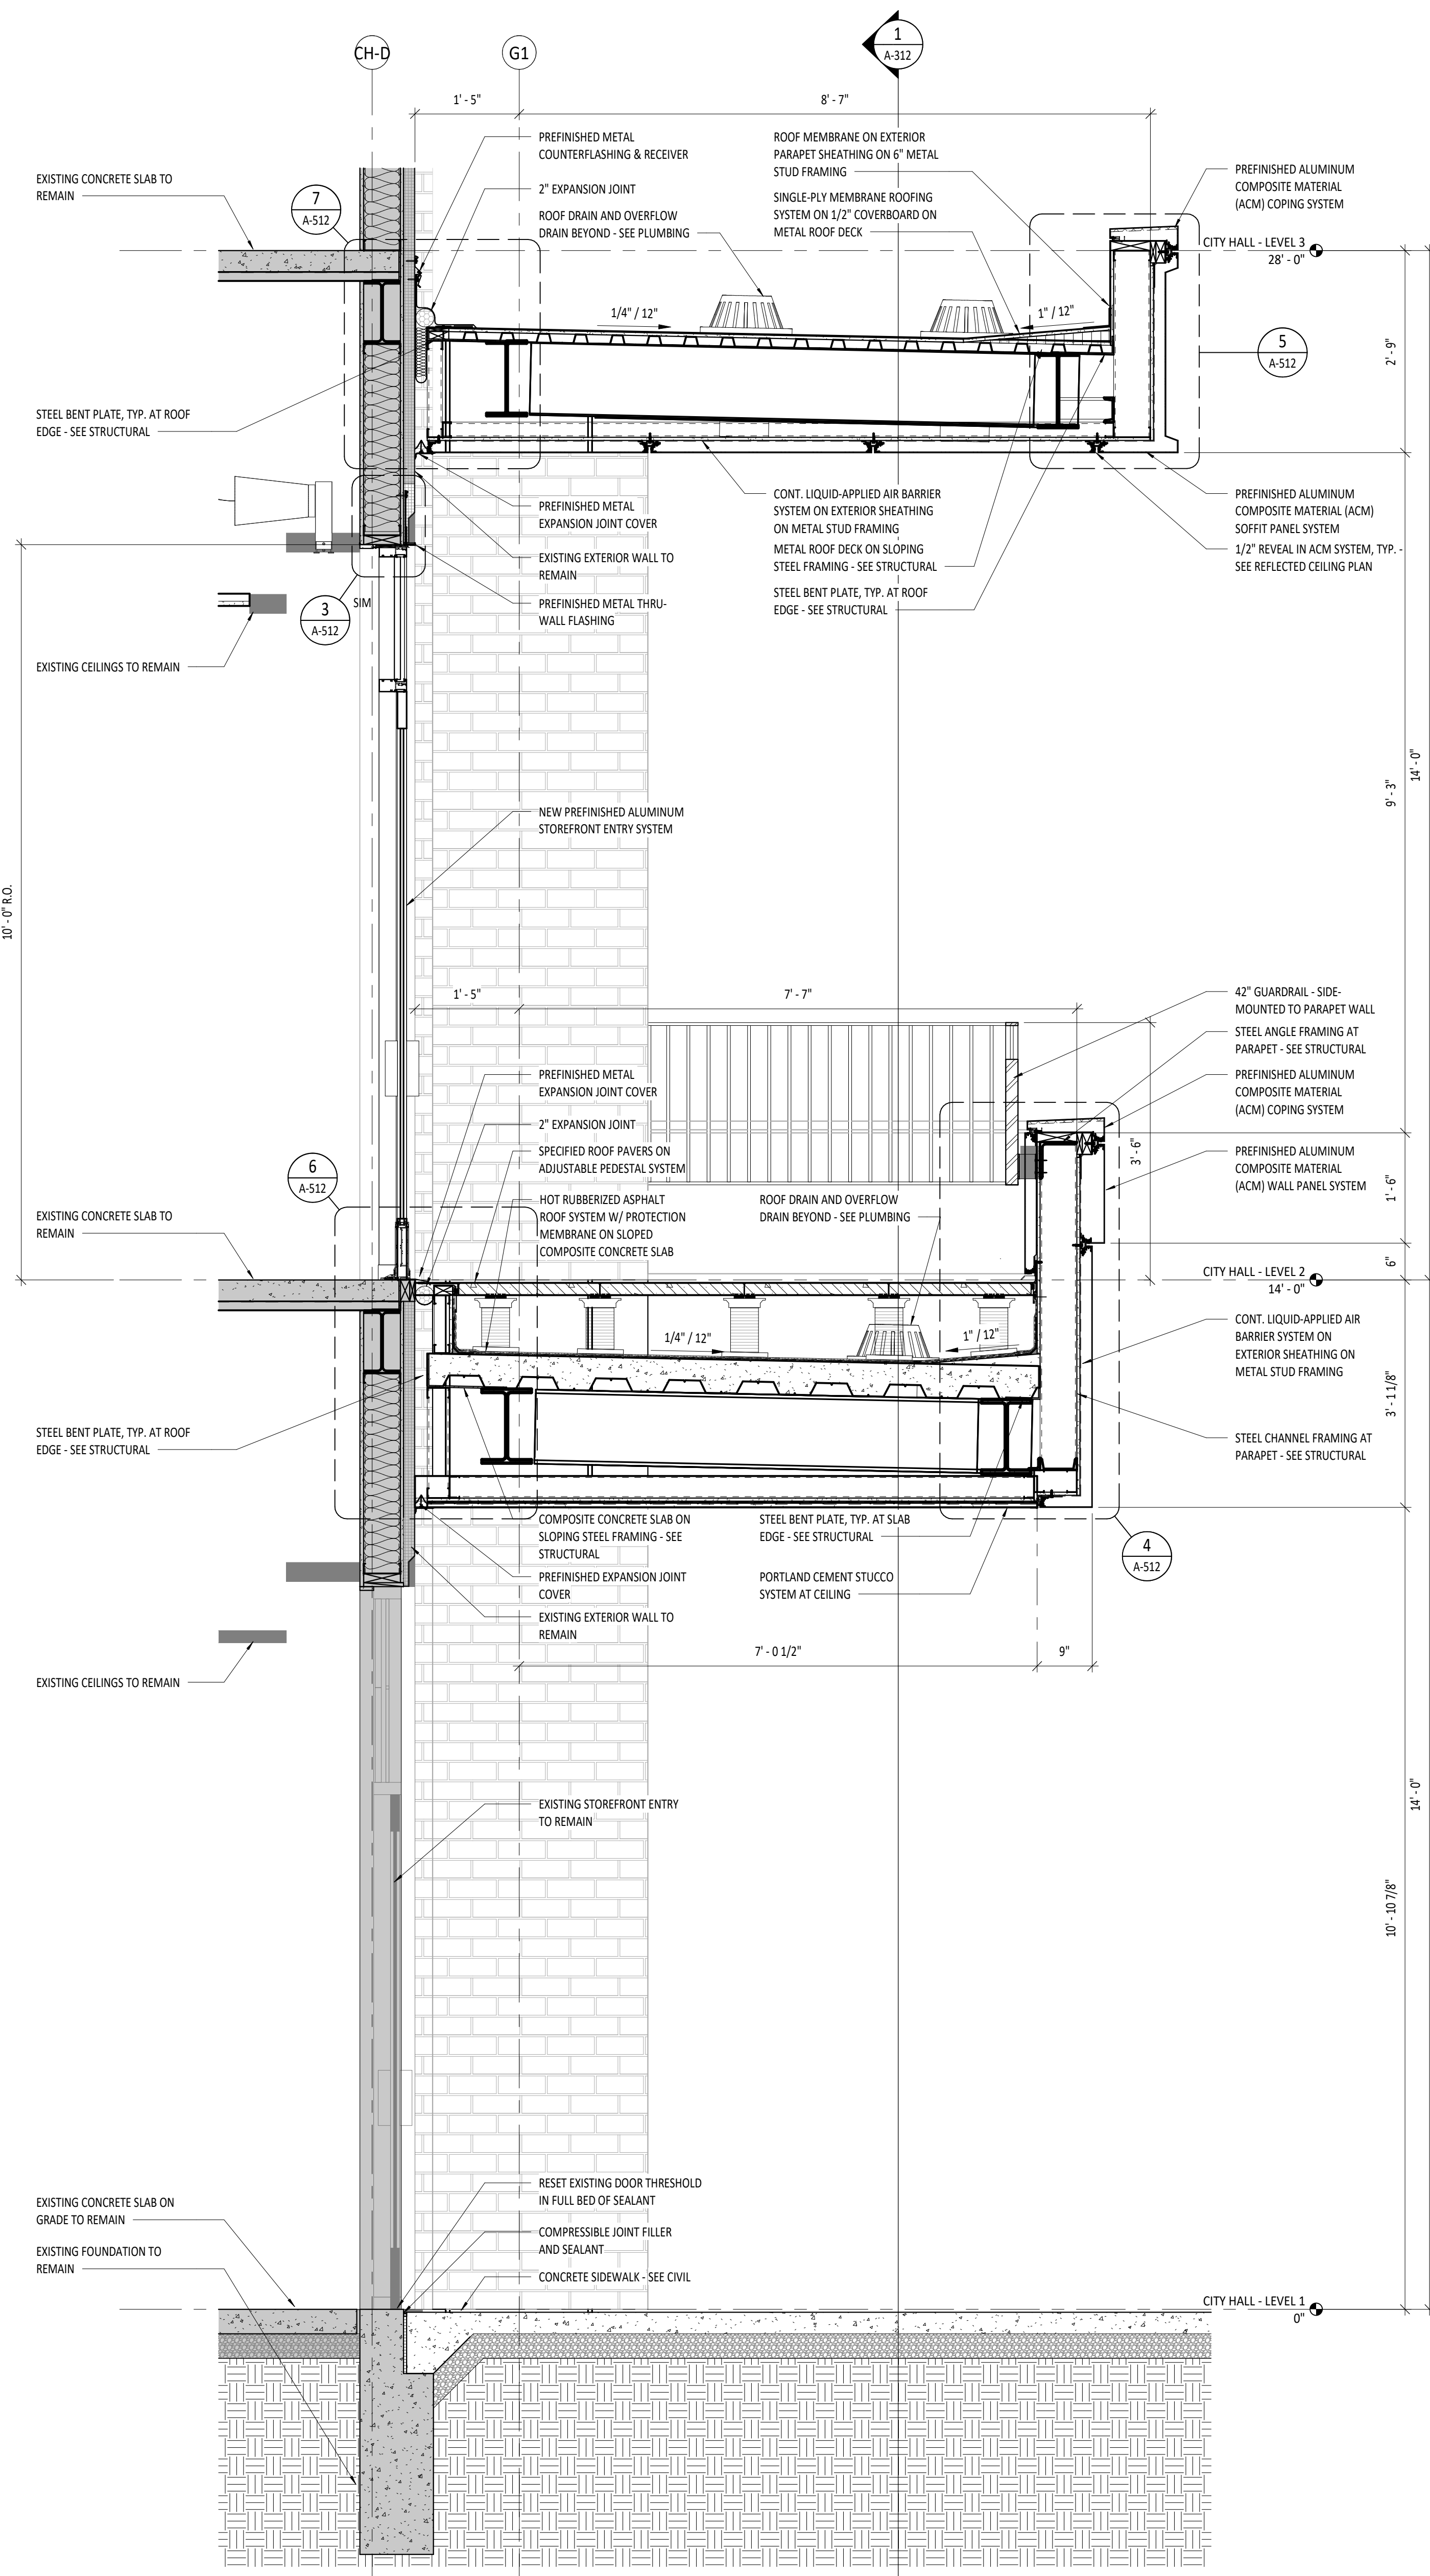 CH-D
G1
1
A-312
1' - 5"
8' - 7"
EXISTING CONCRETE SLAB TO
REMAIN
7
A-512
PREFINISHED METAL
COUNTERFLASHING & RECEIVER
2" EXPANSION JOINT
ROOF DRAIN AND OVERFLOW
DRAIN BEYOND - SEE PLUMBING
ROOF MEMBRANE ON EXTERIOR
PARAPET SHEATHING ON 6" METAL
STUD FRAMING
SINGLE-PLY MEMBRANE ROOFING
SYSTEM ON 1/2" COVERBOARD ON
METAL ROOF DECK
PREFINISHED ALUMINUM
COMPOSITE MATERIAL
(ACM) COPING SYSTEM
CITY HALL - LEVEL 3
28' - 0"
1/4" / 12"
1" / 12"
5
A-512
2' - 9"
STEEL BENT PLATE, TYP. AT ROOF
EDGE - SEE STRUCTURAL
PREFINISHED METAL
EXPANSION JOINT COVER
EXISTING EXTERIOR WALL TO
REMAIN
PREFINISHED METAL THRU-
WALL FLASHING
CONT. LIQUID-APPLIED AIR BARRIER
SYSTEM ON EXTERIOR SHEATHING
ON METAL STUD FRAMING
METAL ROOF DECK ON SLOPING
STEEL FRAMING - SEE STRUCTURAL
STEEL BENT PLATE, TYP. AT ROOF
EDGE - SEE STRUCTURAL
PREFINISHED ALUMINUM
COMPOSITE MATERIAL (ACM)
SOFFIT PANEL SYSTEM
1/2" REVEAL IN ACM SYSTEM, TYP. -
SEE REFLECTED CEILING PLAN
3
A-512
SIM
EXISTING CEILINGS TO REMAIN
14' - 0"
9' - 3"
NEW PREFINISHED ALUMINUM
STOREFRONT ENTRY SYSTEM
10' - 0" R.O.
1' - 5"
7' - 7"
42" GUARDRAIL - SIDE-
MOUNTED TO PARAPET WALL
STEEL ANGLE FRAMING AT
PARAPET - SEE STRUCTURAL
PREFINISHED ALUMINUM
COMPOSITE MATERIAL
(ACM) COPING SYSTEM
PREFINISHED ALUMINUM
COMPOSITE MATERIAL
(ACM) WALL PANEL SYSTEM
3' - 6"
1' - 6"
6"
PREFINISHED METAL
EXPANSION JOINT COVER
2" EXPANSION JOINT
SPECIFIED ROOF PAVERS ON
ADJUSTABLE PEDESTAL SYSTEM
HOT RUBBERIZED ASPHALT
ROOF SYSTEM W/ PROTECTION
MEMBRANE ON SLOPED
COMPOSITE CONCRETE SLAB
ROOF DRAIN AND OVERFLOW
DRAIN BEYOND - SEE PLUMBING
6
A-512
EXISTING CONCRETE SLAB TO
REMAIN
CITY HALL - LEVEL 2
14' - 0"
1/4" / 12"
1" / 12"
CONT. LIQUID-APPLIED AIR
BARRIER SYSTEM ON
EXTERIOR SHEATHING ON
METAL STUD FRAMING
3' - 1 1/8"
STEEL BENT PLATE, TYP. AT ROOF
EDGE - SEE STRUCTURAL
STEEL CHANNEL FRAMING AT
PARAPET - SEE STRUCTURAL
COMPOSITE CONCRETE SLAB ON
SLOPING STEEL FRAMING - SEE
STRUCTURAL
STEEL BENT PLATE, TYP. AT SLAB
EDGE - SEE STRUCTURAL
4
A-512
PREFINISHED EXPANSION JOINT
COVER
PORTLAND CEMENT STUCCO
SYSTEM AT CEILING
EXISTING EXTERIOR WALL TO
REMAIN
7' - 0 1/2"
9"
EXISTING CEILINGS TO REMAIN
EXISTING STOREFRONT ENTRY
TO REMAIN
14' - 0"
10' - 10 7/8"
EXISTING CONCRETE SLAB ON
GRADE TO REMAIN
EXISTING FOUNDATION TO
REMAIN
RESET EXISTING DOOR THRESHOLD
IN FULL BED OF SEALANT
COMPRESSIBLE JOINT FILLER
AND SEALANT
CONCRETE SIDEWALK - SEE CIVIL
CITY HALL - LEVEL 1
0"